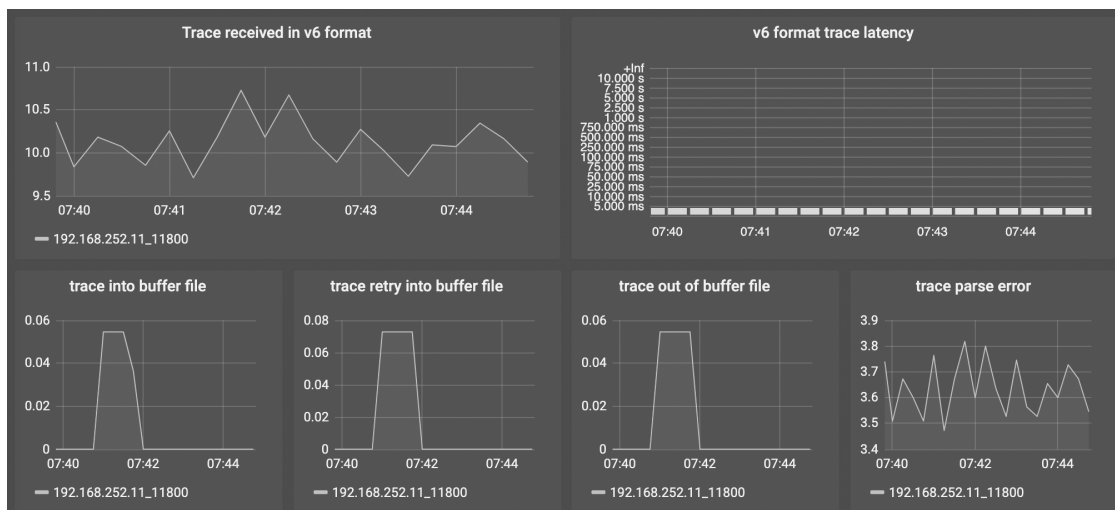 Trace received in v6 format
11.0
10.5
10.0
9.5
07:40 07:41 07:42 07:43 07:44
192.168.252.11_11800
v6 format trace latency
+Inf
10.000 s
7.500 s
5.000 s
2.500 s
1.000 s
750.000 ms
500.000 ms
250.000 ms
100.000 ms
75.000 ms
50.000 ms
25.000 ms
10.000 ms
5.000 ms
07:40 07:41 07:42 07:43 07:44
trace into buffer file
0.06
0.04
0.02
0
07:40 07:42 07:44
192.168.252.11_11800
trace retry into buffer file
0.08
0.06
0.04
0.02
0
07:40 07:42 07:44
192.168.252.11_11800
trace out of buffer file
0.06
0.04
0.02
0
07:40 07:42 07:44
192.168.252.11_11800
trace parse error
3.9
3.8
3.7
3.6
3.5
3.4
07:40 07:42 07:44
192.168.252.11_11800